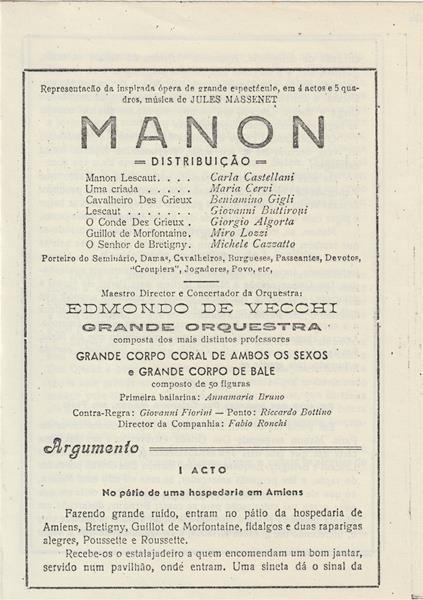 Representacão da inspirada ópera de grande espectáculo, em 4 actos e 5 qua-
dros, música de JULES MASSENET
MANON
= DISTRIBUIÇÃO =
Manon Lescaut. . . . Carla Castellani
Uma criada . . . . . Maria Cervi
Cavalheiro Des Grieux Beniamino Gigli
Lescaut . . . . . . . Giovanni Buttironi
O Conde Des Grieux . Giorgio Algorta
Guillot de Morfontaine. Miro Lozzi
O Senhor de Bretigny. Michele Cazzatto
Porteiro do Seminário, Damas, Cavalheiros, Burgueses, Passeantes, Devotos,
"Croupiers", Jogadores, Povo, etc,
Maestro Director e Concertador da Orquestra:
EDMONDO DE VECCHI
GRANDE ORQUESTRA
composta dos mais distintos professores
GRANDE CORPO CORAL DE AMBOS OS SEXOS
e GRANDE CORPO DE BALE
composto de 50 figuras
Primeira bailarina: Annamaria Bruno
Contra-Regra: Giovanni Fiorini — Ponto: Riccardo Bottino
Director da Companhia: Fabio Ronchi
Argumento
I ACTO
No pátio de uma hospedaria em Amiens
Fazendo grande ruído, entram no pátio da hospedaria de
Amiens, Bretigny, Guillot de Morfontaine, fidalgos e duas raparigas
alegres, Poussette e Roussette.
Recebe-os o estalajadeiro a quem encomendam um bom jantar,
servido num pavilhão, ondé entram. Uma sineta dá o sinal da